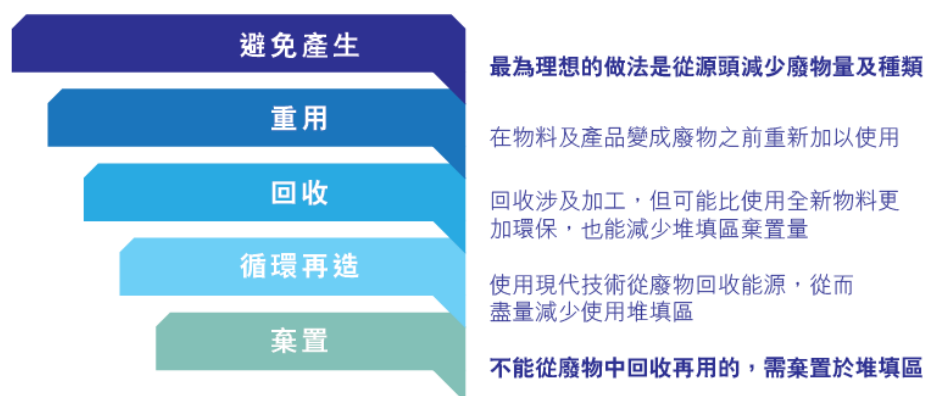 避免產生
最為理想的做法是從源頭減少廢物量及種類
重用
在物料及產品變成廢物之前重新加以使用
回收
回收涉及加工，但可能比使用全新物料更
加環保，也能減少堆填區棄置量
循環再造
使用現代技術從廢物回收能源，從而
盡量減少使用堆填區
棄置
不能從廢物中回收再用的，需棄置於堆填區